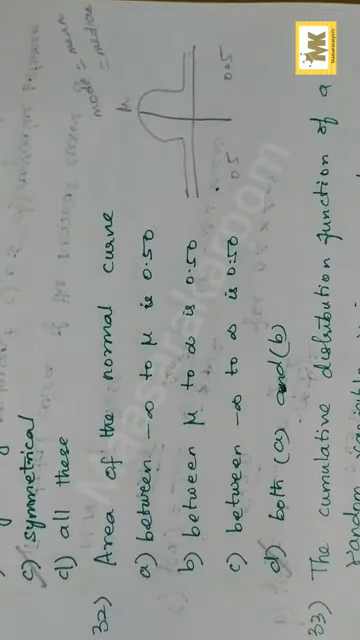 c) symmetrical
d) all these
mode = mean
= median
32) Area of the normal curve
μ
0.5
0.5
a) between -∞ to μ is 0.50
b) between μ to ∞ is 0.50
c) between -∞ to ∞ is 0.50
d) both (a) and (b)
33) The cumulative distribution function of a
MK